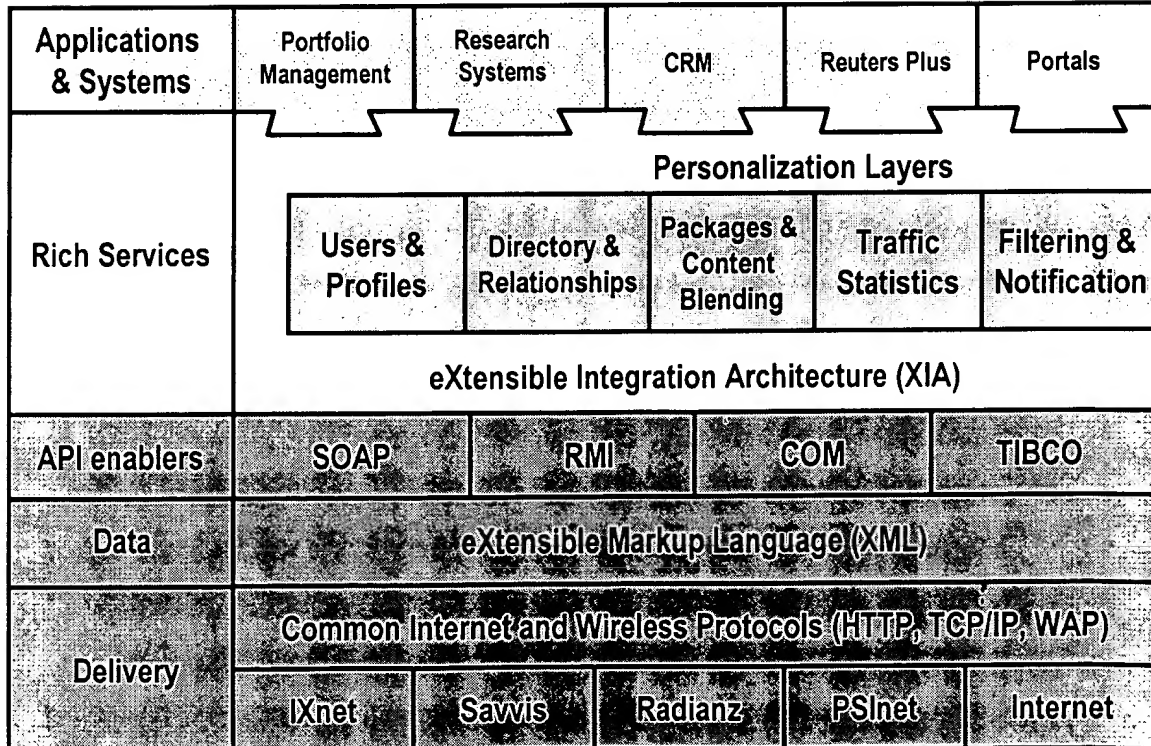 Applications
& Systems
Portfolio
Management
Research
Systems
CRM
Reuters Plus
Portals
Rich Services
Personalization Layers
Users &
Profiles
Directory &
Relationships
Packages &
Content
Blending
Traffic
Statistics
Filtering &
Notification
eXtensible Integration Architecture (XIA)
API enablers
SOAP
RMI
COM
TIBCO
Data
eXtensible Markup Language (XML)
Delivery
Common Internet and Wireless Protocols (HTTP, TCP/IP, WAP)
IXnet
Savvis
Radianz
PSInet
Internet